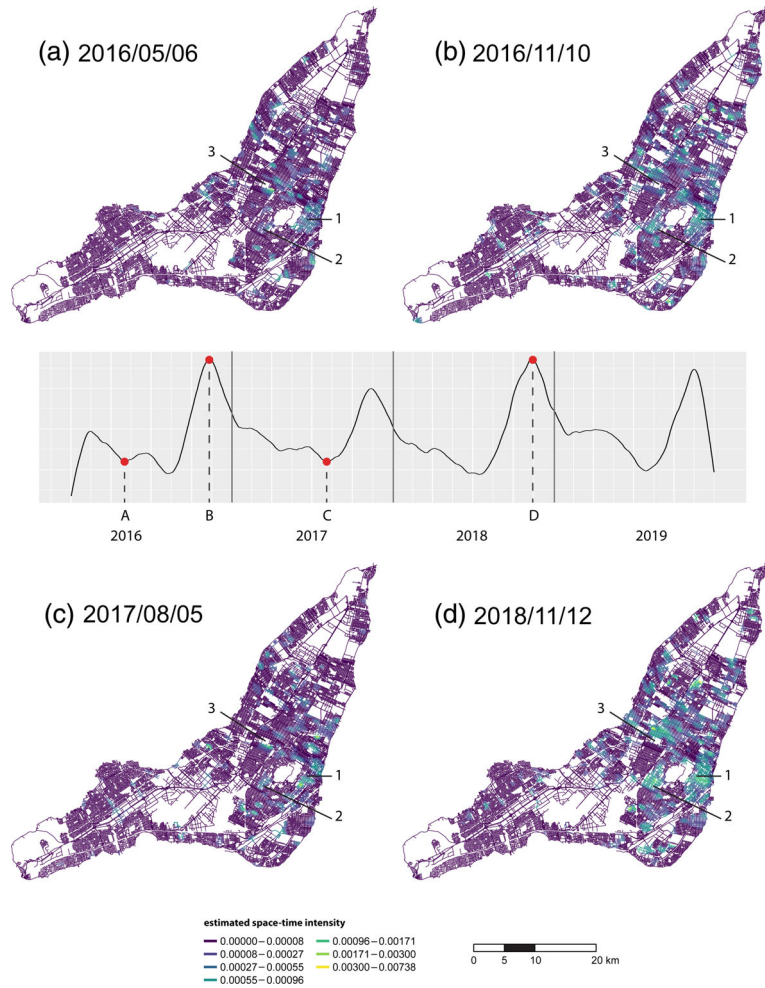 (a) 2016/05/06
(b) 2016/11/10
3
1
2
3
1
2
A
B
C
D
2016
2017
2018
2019
(c) 2017/08/05
(d) 2018/11/12
3
1
2
3
1
2
estimated space-time intensity
0.00000–0.00008
0.00008–0.00027
0.00027–0.00055
0.00055–0.00096
0.00096–0.00171
0.00171–0.00300
0.00300–0.00738
0 5 10 20 km